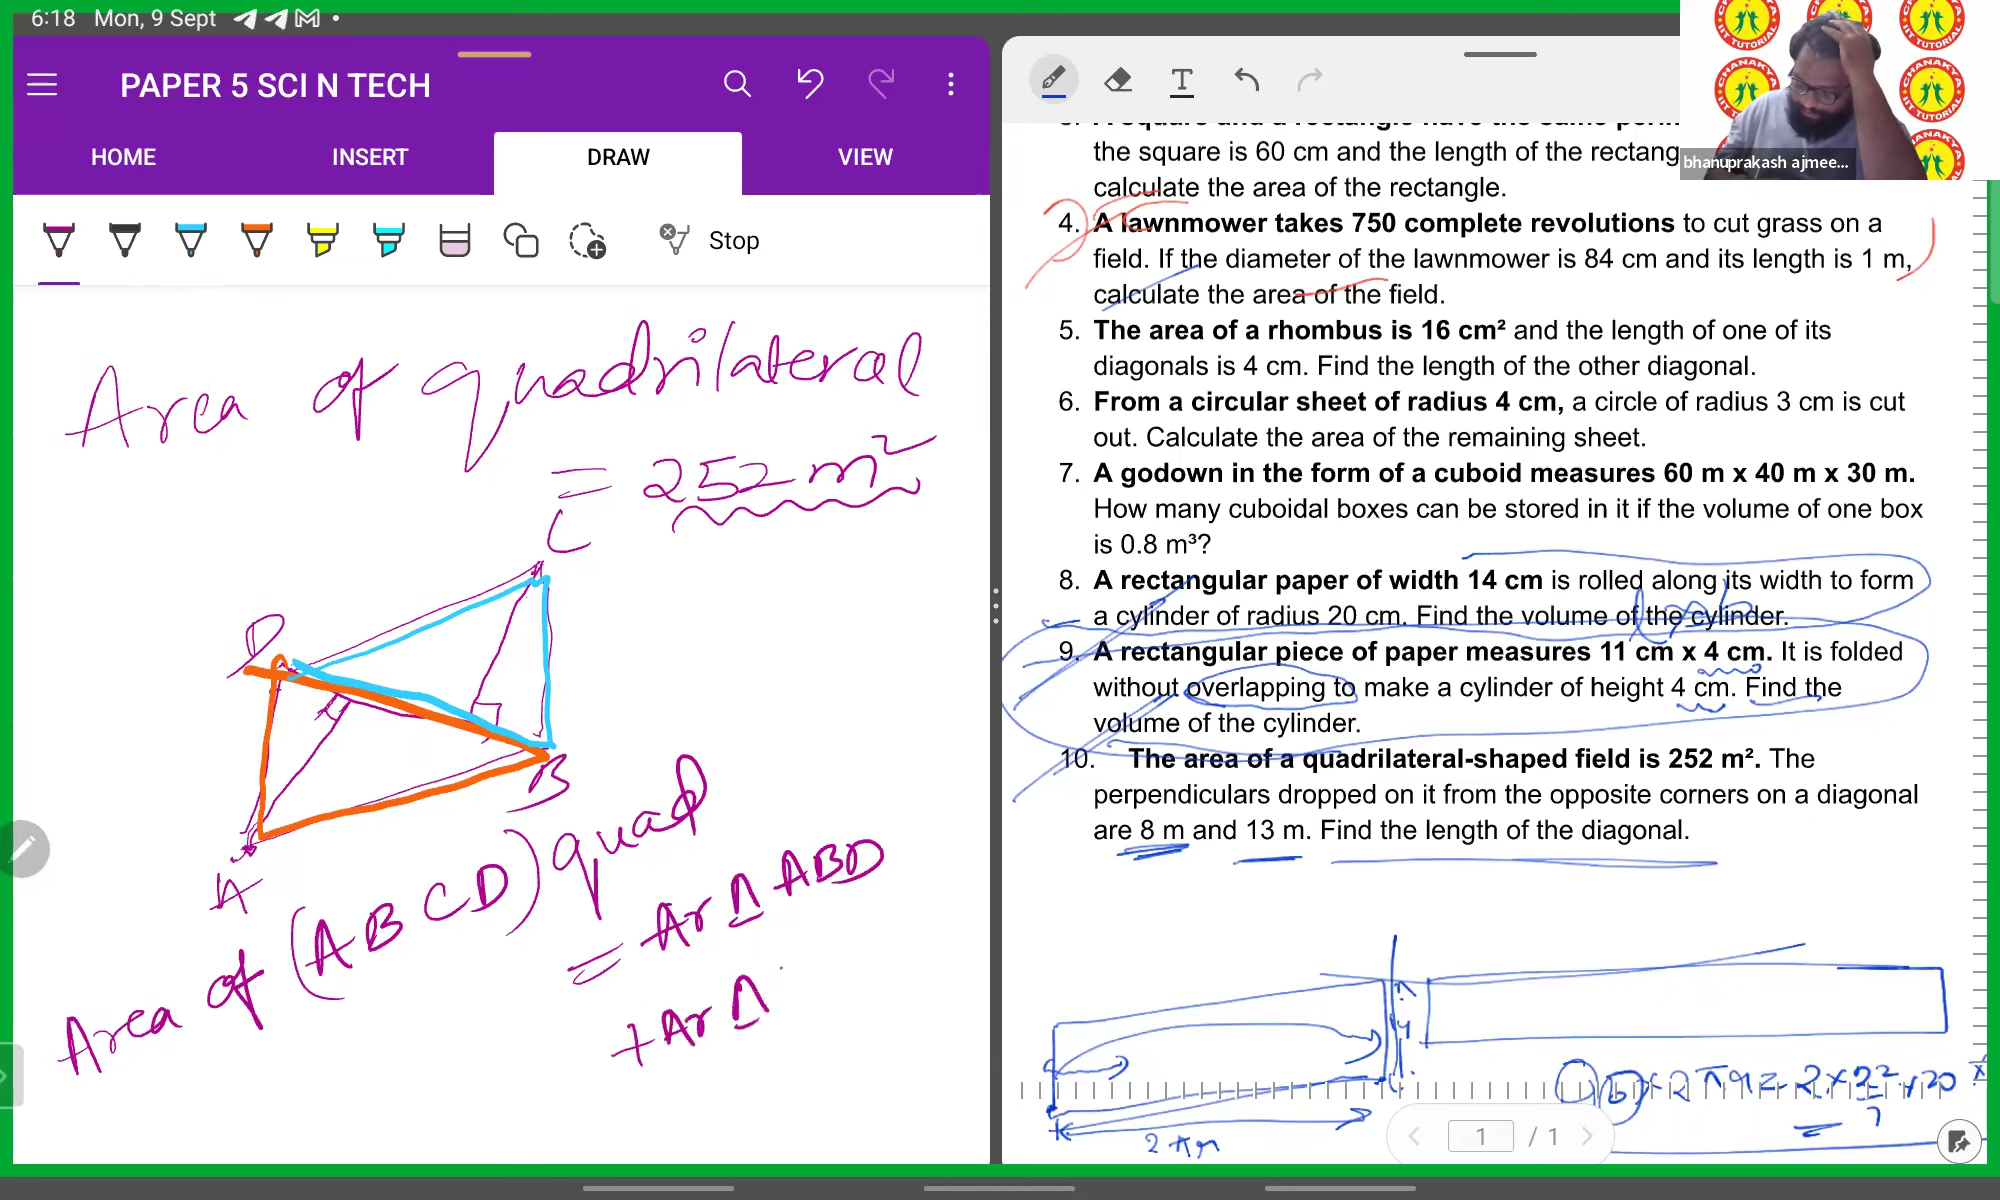 6:18 Mon, 9 Sept
PAPER 5 SCI N TECH
HOME INSERT DRAW VIEW
Stop
Area of quadrilateral
= 252 m²
C
D
B
A
Area of (ABCD) quad
= Ar Δ ABD
+ Ar Δ
the square is 60 cm and the length of the rectang
calculate the area of the rectangle.
4. A lawnmower takes 750 complete revolutions to cut grass on a
field. If the diameter of the lawnmower is 84 cm and its length is 1 m,
calculate the area of the field.
5. The area of a rhombus is 16 cm² and the length of one of its
diagonals is 4 cm. Find the length of the other diagonal.
6. From a circular sheet of radius 4 cm, a circle of radius 3 cm is cut
out. Calculate the area of the remaining sheet.
7. A godown in the form of a cuboid measures 60 m x 40 m x 30 m.
How many cuboidal boxes can be stored in it if the volume of one box
is 0.8 m³?
8. A rectangular paper of width 14 cm is rolled along its width to form
a cylinder of radius 20 cm. Find the volume of the cylinder.
9. A rectangular piece of paper measures 11 cm x 4 cm. It is folded
without overlapping to make a cylinder of height 4 cm. Find the
volume of the cylinder.
10. The area of a quadrilateral-shaped field is 252 m². The
perpendiculars dropped on it from the opposite corners on a diagonal
are 8 m and 13 m. Find the length of the diagonal.
2πr
1 / 1
bhanuprakash ajmee...
CHANAKYA
IIT TUTORIAL